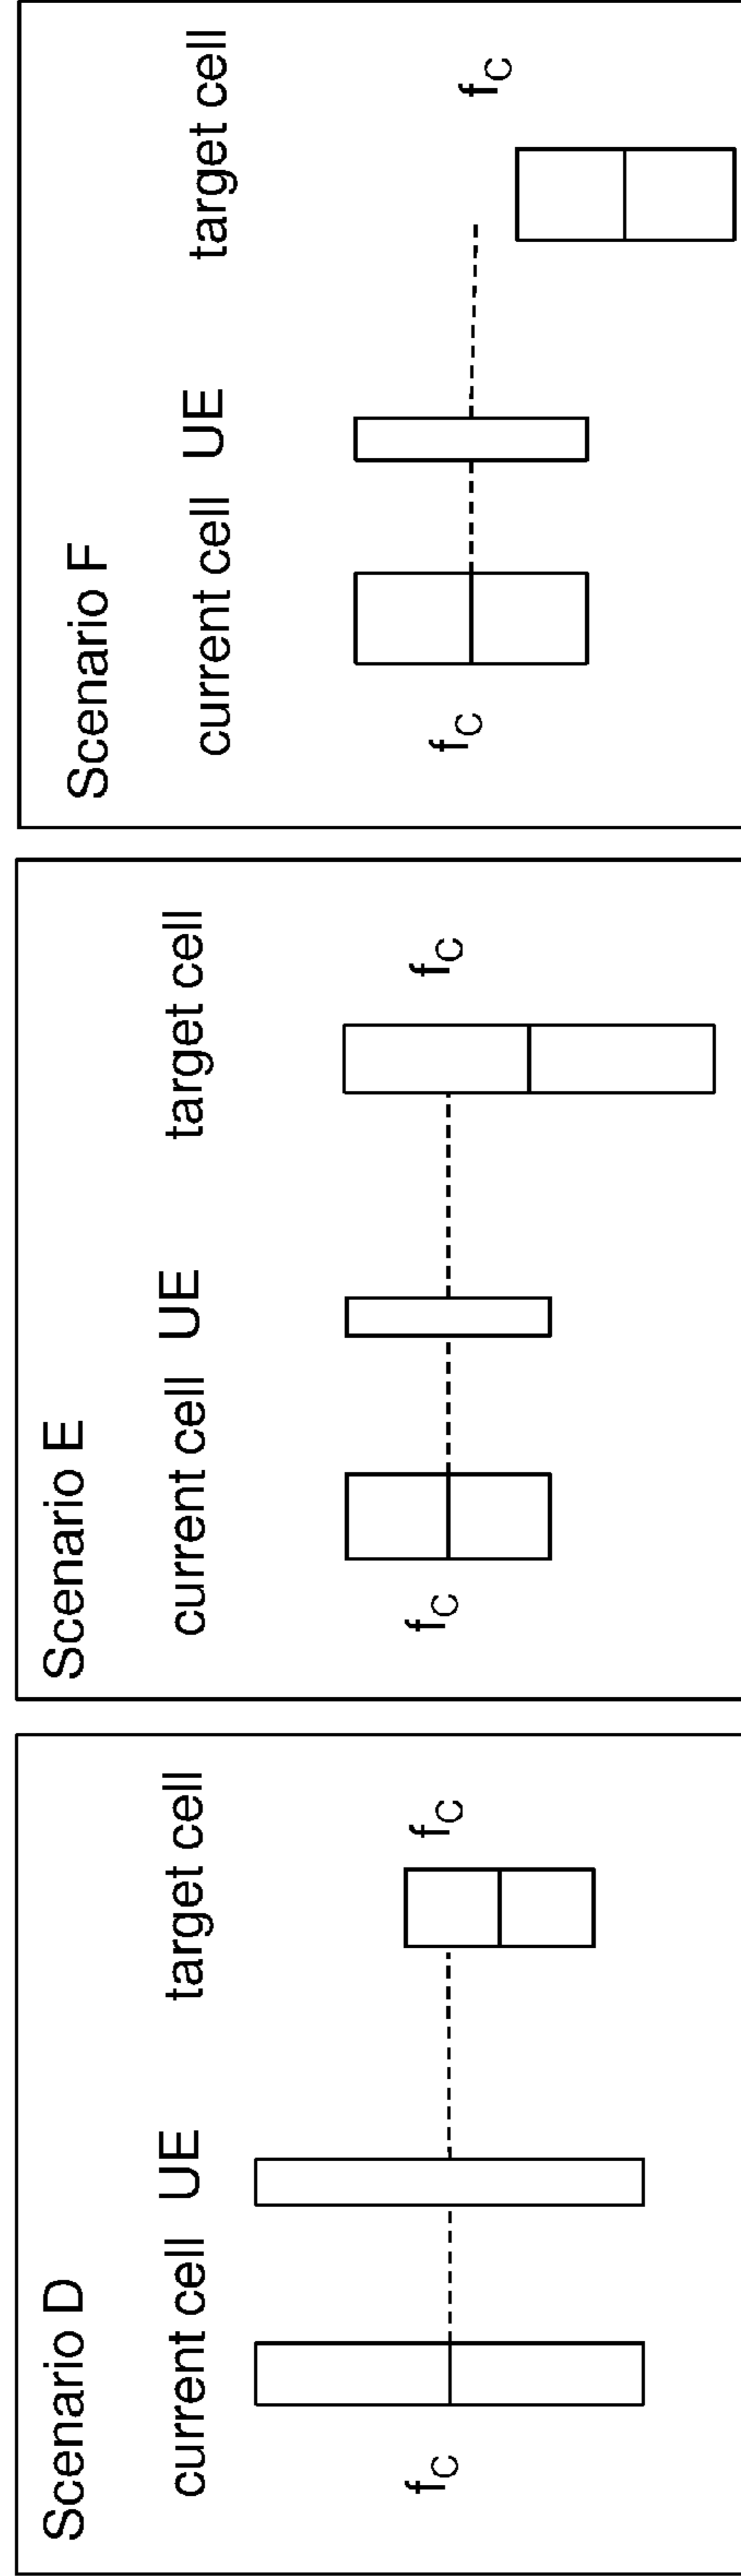 Scenario D
current cell UE target cell
f_C f_C
Scenario E
current cell UE target cell
f_C f_C
Scenario F
current cell UE target cell
f_C f_C